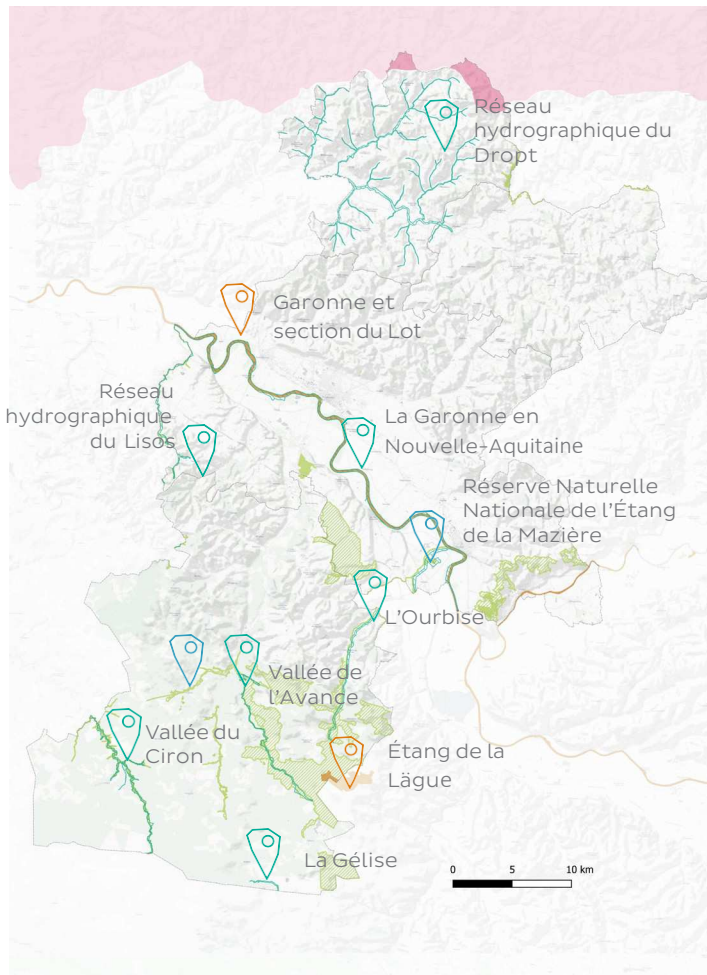 Réseau
hydrographique du
Dropt
Garonne et
section du Lot
Réseau
hydrographique
du Lisos
La Garonne en
Nouvelle-Aquitaine
Réserve Naturelle
Nationale de l'Étang
de la Mazière
L'Ourbise
Vallée de
l'Avance
Vallée du
Ciron
Étang de la
Lägue
La Gélise
0 5 10 km